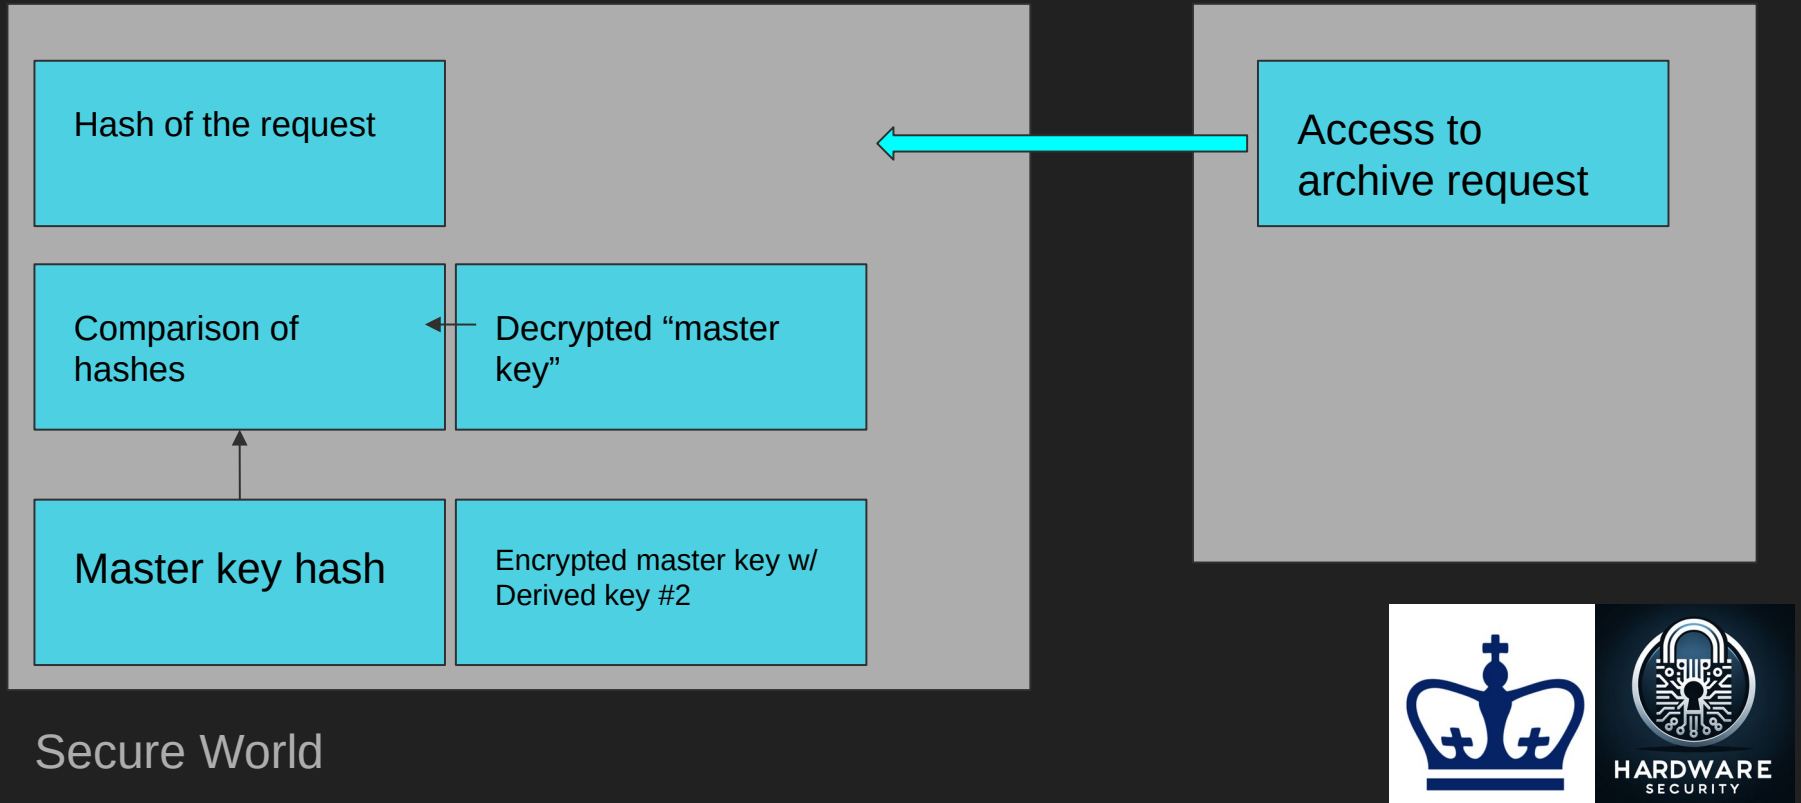 Hash of the request
Access to
archive request
Comparison of
hashes
Decrypted “master
key”
Master key hash
Encrypted master key w/
Derived key #2
Secure World
HARDWARE
SECURITY